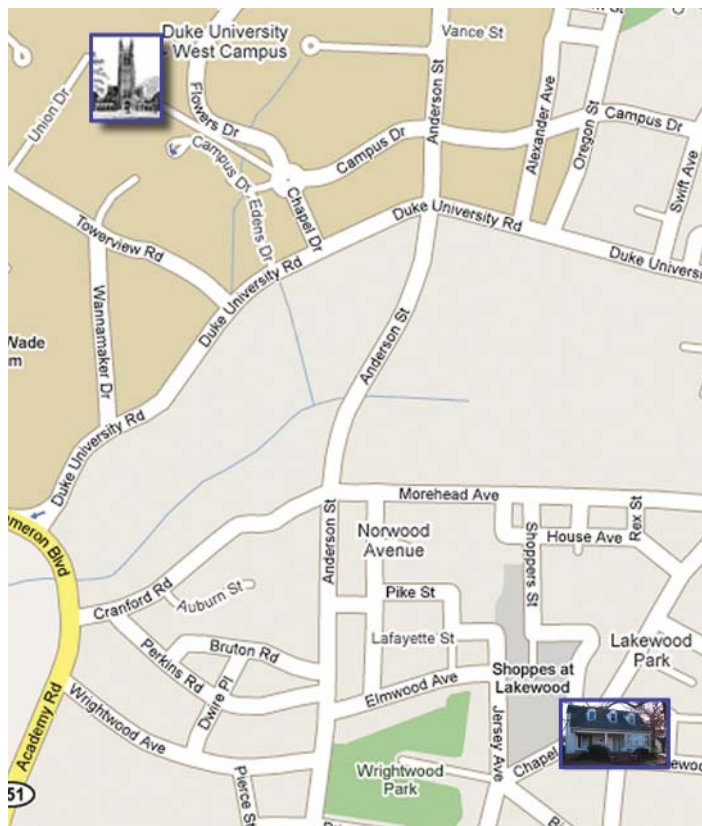 Duke University
West Campus
Vance St
Union Dr
Flowers Dr
Anderson St
Alexander Ave
Oregon St
Campus Dr
Campus Dr
Campus Dr
Swift Ave
Edens Dr
Chapel Dr
Duke University Rd
Duke Universi
Towerview Rd
Duke University Rd
Wannamaker Dr
Wade
m
Anderson St
Duke University Rd
Morehead Ave
meron Blvd
Anderson St
Norwood
Avenue
Shoppers St
House Ave
Rex St
Cranford Rd
Auburn St
Pike St
Perkins Rd
Bruton Rd
Lafayette St
Lakewood
Park
Shoppes at
Lakewood
Dwire Pl
Elmwood Ave
Academy Rd
Wrightwood Ave
Jersey Ave
Wrightwood
Park
Chapel
ewood
51
Pierce St